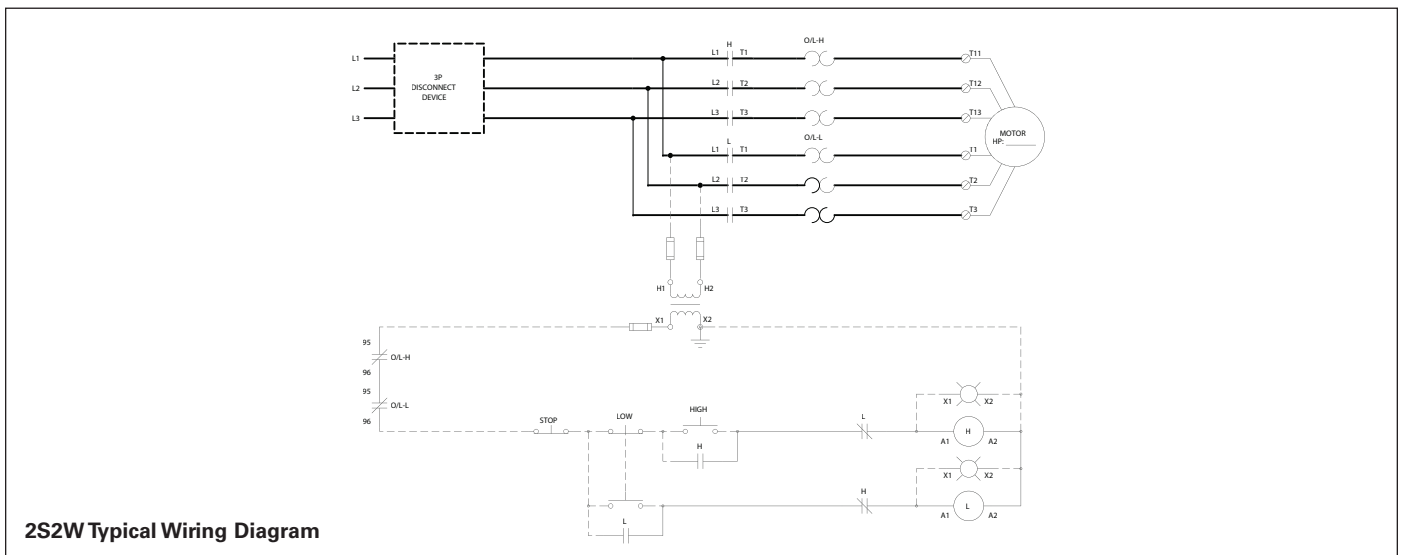 H
O/L-H
L1
L1
T1
T11
3P
DISCONNECT
DEVICE
L2
L2
T2
T12
L3
L3
T3
T13
MOTOR
HP: ________
L
O/L-L
L1
T1
T1
L2
T2
T2
L3
T3
T3
H1
H2
X1
X2
95
O/L-H
96
95
O/L-L
96
X1
X2
STOP
LOW
HIGH
L
H
A1
H
A2
X1
X2
H
L
A1
L
A2
2S2W Typical Wiring Diagram